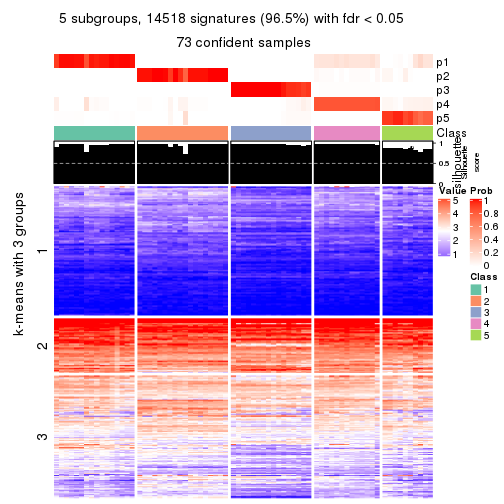 5 subgroups, 14518 signatures (96.5%) with fdr < 0.05
73 confident samples
p1
p2
p3
p4
p5
Class
1
0.5
0
silhouette
Silhouette
score
k-means with 3 groups
1
2
3
Value
5
4
3
2
1
Prob
1
0.8
0.6
0.4
0.2
0
Class
1
2
3
4
5